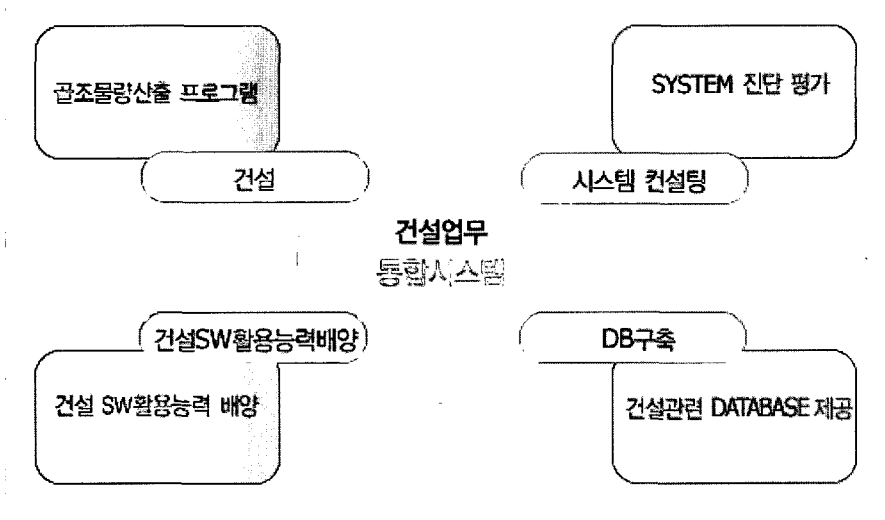 골조물량산출 프로그램
건설
SYSTEM 진단 평가
시스템 컨설팅
건설업무
통합시스템
건설SW활용능력배양
건설 SW활용능력 배양
DB구축
건설관련 DATABASE 제공